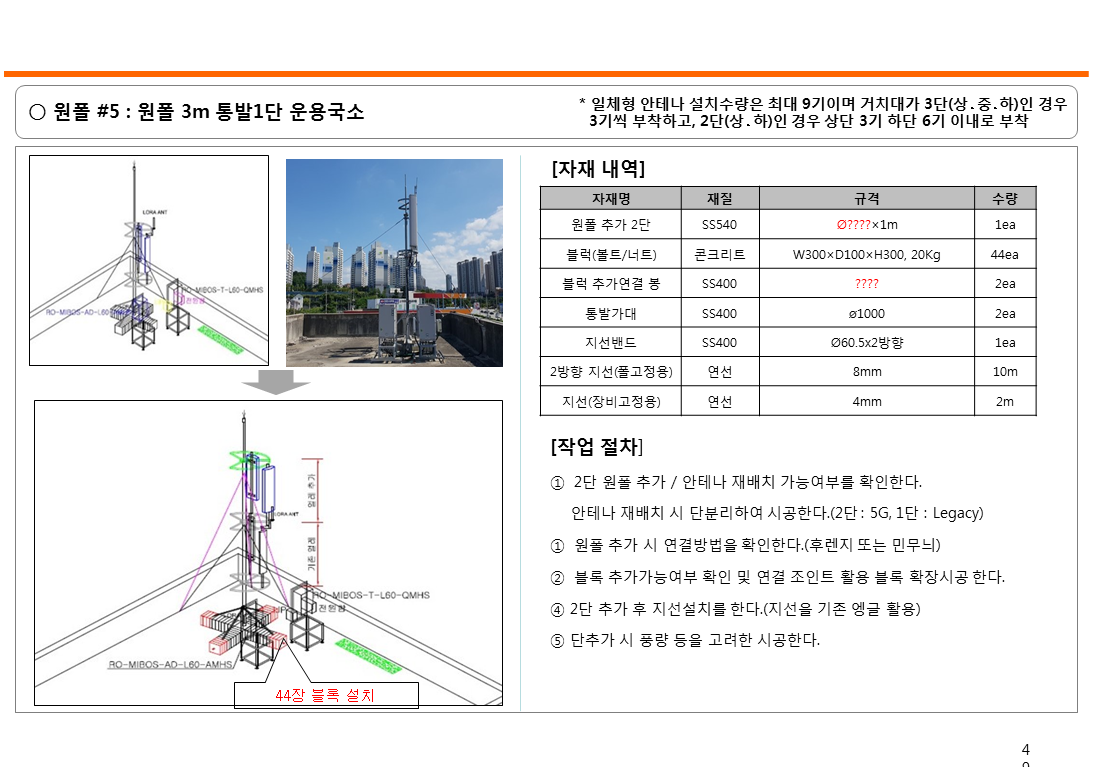 ○ 원폴 #5 : 원폴 3m 통발1단 운용국소
* 일체형 안테나 설치수량은 최대 9기이며 거치대가 3단(상.중.하)인 경우
3기씩 부착하고, 2단(상.하)인 경우 상단 3기 하단 6기 이내로 부착
LORA ANT
RO-MIBOS-T-L60-QMHS
전원함
RO-MIBOS-AD-L60-AMHS
LORA ANT
RO-MIBOS-T-L60-QMHS
전원함
RO-MIBOS-AD-L60-AMHS
44장 블록 설치
[자재 내역]
자재명 재질 규격 수량
원폴 추가 2단 SS540 Ø????×1m 1ea
블럭(볼트/너트) 콘크리트 W300×D100×H300, 20Kg 44ea
블럭 추가연결 봉 SS400 ???? 2ea
통발가대 SS400 ø1000 2ea
지선밴드 SS400 Ø60.5x2방향 1ea
2방향 지선(폴고정용) 연선 8mm 10m
지선(장비고정용) 연선 4mm 2m
[작업 절차]
① 2단 원폴 추가 / 안테나 재배치 가능여부를 확인한다.
안테나 재배치 시 단분리하여 시공한다.(2단 : 5G, 1단 : Legacy)
① 원폴 추가 시 연결방법을 확인한다.(후렌지 또는 민무늬)
② 블록 추가가능여부 확인 및 연결 조인트 활용 블록 확장시공 한다.
④ 2단 추가 후 지선설치를 한다.(지선을 기존 엥글 활용)
⑤ 단추가 시 풍량 등을 고려한 시공한다.
4